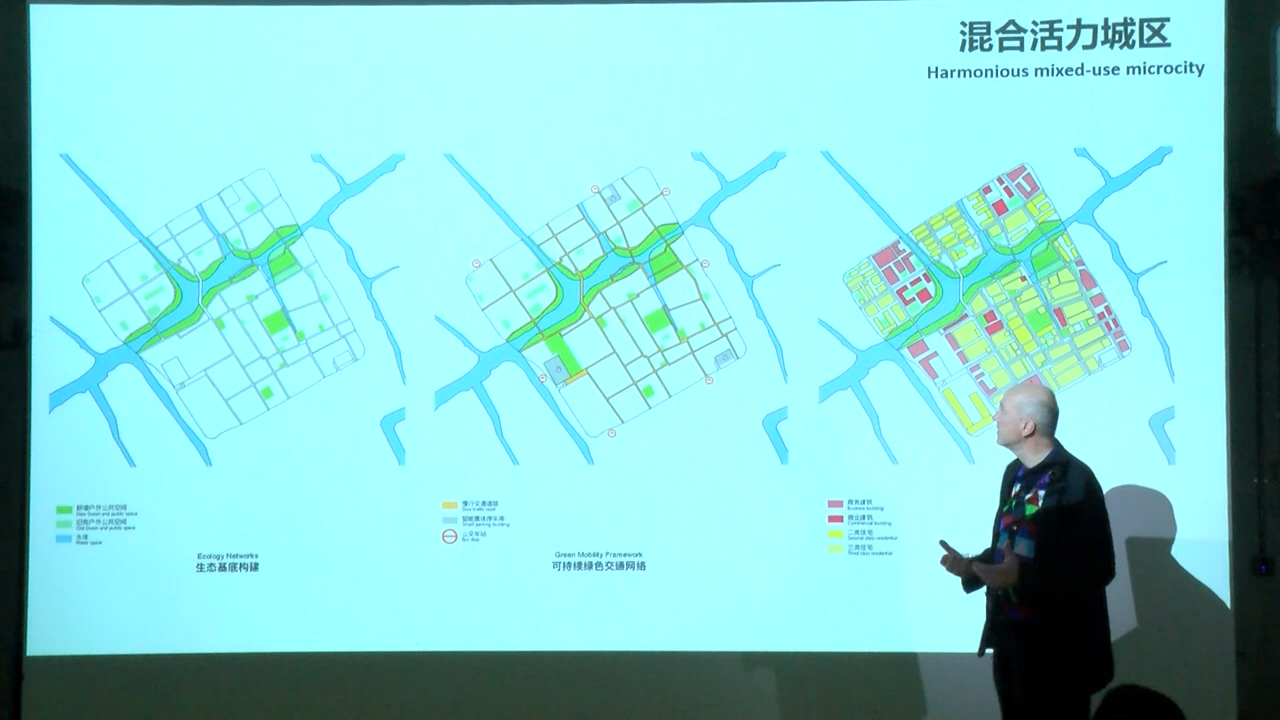 混合活力城区
Harmonious mixed-use microcity
新增户外公共空间
New Green and public space
旧有户外公共空间
Old Green and public space
水体
Water space
Ecology Networks
生态基底构建
慢行交通道路
Slow traffic road
智能集体停车库
Smart parking building
公交车站
Bus stop
Green Mobility Framework
可持续绿色交通网络
商务建筑
Business building
商业建筑
Commercial building
二类住宅
Second class residential
三类住宅
Third class residential